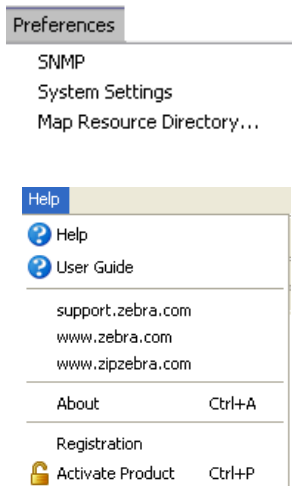 Preferences
SNMP
System Settings
Map Resource Directory...
Help
Help
User Guide
support.zebra.com
www.zebra.com
www.zipzebra.com
About Ctrl+A
Registration
Activate Product Ctrl+P